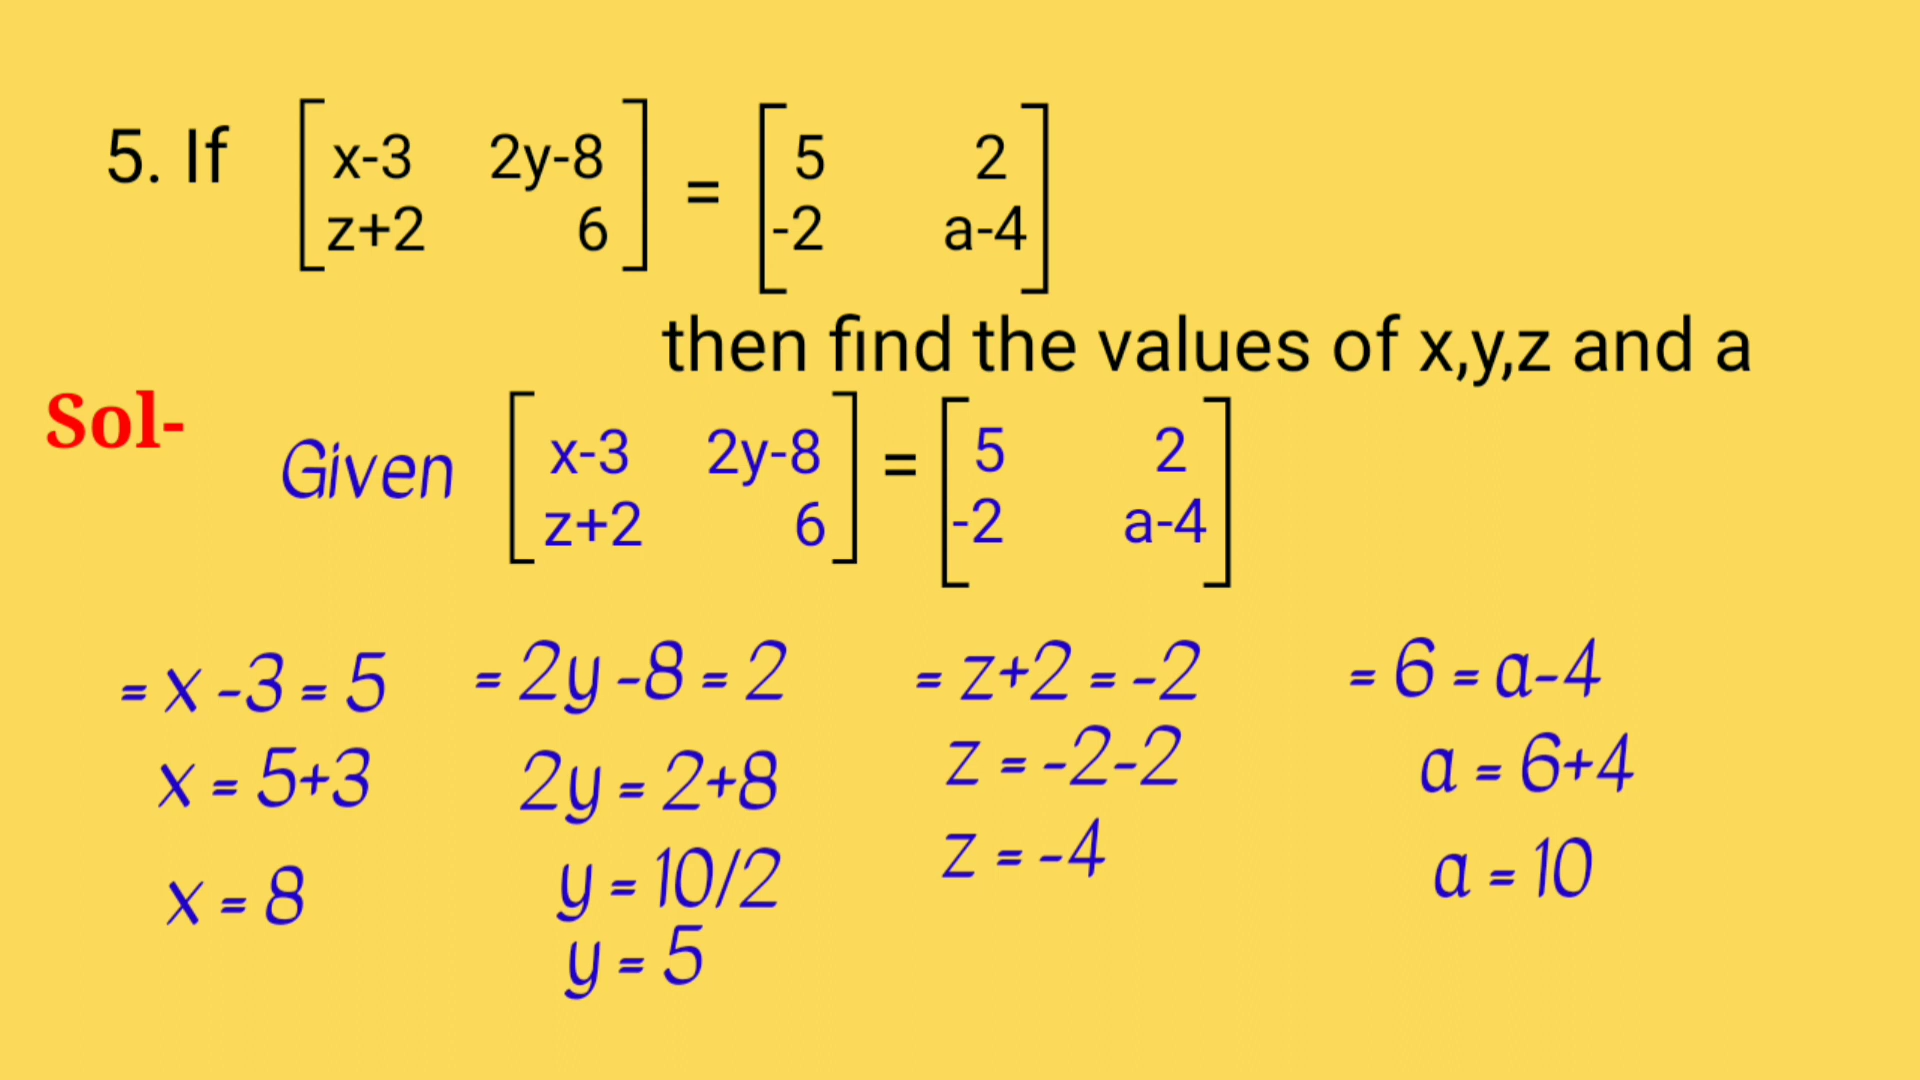 5. If [x-3 2y-8] = [5 2]
[z+2 6] [-2 a-4]
then find the values of x,y,z and a
Sol-
Given [x-3 2y-8] = [5 2]
[z+2 6] [-2 a-4]
= x -3 = 5
x = 5+3
x = 8
= 2y -8 = 2
2y = 2+8
y = 10/2
y = 5
= z+2 = -2
z = -2-2
z = -4
= 6 = a-4
a = 6+4
a = 10